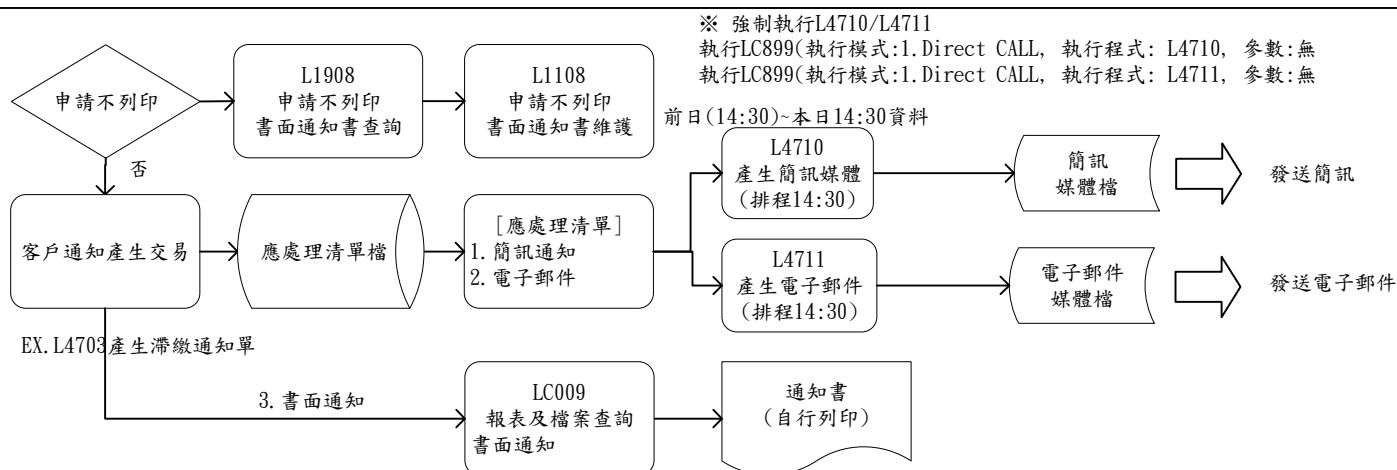 ※ 強制執行L4710/L4711
執行LC899(執行模式:1.Direct CALL, 執行程式: L4710, 參數:無
執行LC899(執行模式:1.Direct CALL, 執行程式: L4711, 參數:無
申請不列印
L1908
申請不列印
書面通知書查詢
L1108
申請不列印
書面通知書維護
前日(14:30)~本日14:30資料
否
L4710
產生簡訊媒體
(排程14:30)
簡訊
媒體檔
發送簡訊
客戶通知產生交易
應處理清單檔
[應處理清單]
1.簡訊通知
2.電子郵件
L4711
產生電子郵件
(排程14:30)
電子郵件
媒體檔
發送電子郵件
EX.L4703產生滯繳通知單
3.書面通知
LC009
報表及檔案查詢
書面通知
通知書
(自行列印)